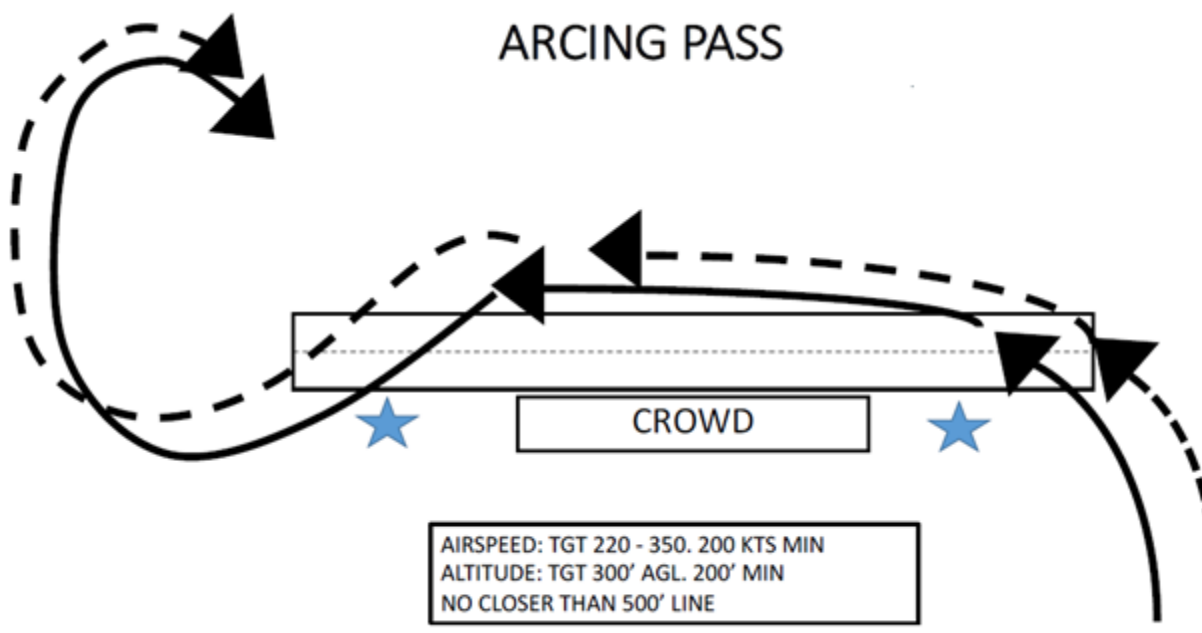 ARCING PASS
CROWD
AIRSPEED: TGT 220 - 350. 200 KTS MIN
ALTITUDE: TGT 300’ AGL. 200’ MIN
NO CLOSER THAN 500’ LINE